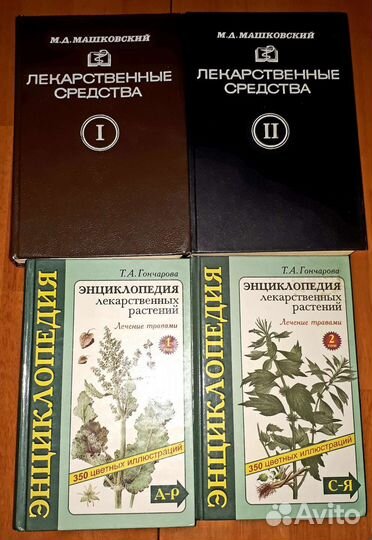 М.Д. МАШКОВСКИЙ
ЛЕКАРСТВЕННЫЕ
СРЕДСТВА
I
М.Д. МАШКОВСКИЙ
ЛЕКАРСТВЕННЫЕ
СРЕДСТВА
II
ЭНЦИКЛОПЕДИЯ
Т.А. Гончарова
ЭНЦИКЛОПЕДИЯ
лекарственных
растений
Лечение травами
1
350 цветных иллюстраций
А-Р
ЭНЦИКЛОПЕДИЯ
Т.А. Гончарова
ЭНЦИКЛОПЕДИЯ
лекарственных
растений
Лечение травами
2
350 цветных иллюстраций
С-Я
Avito